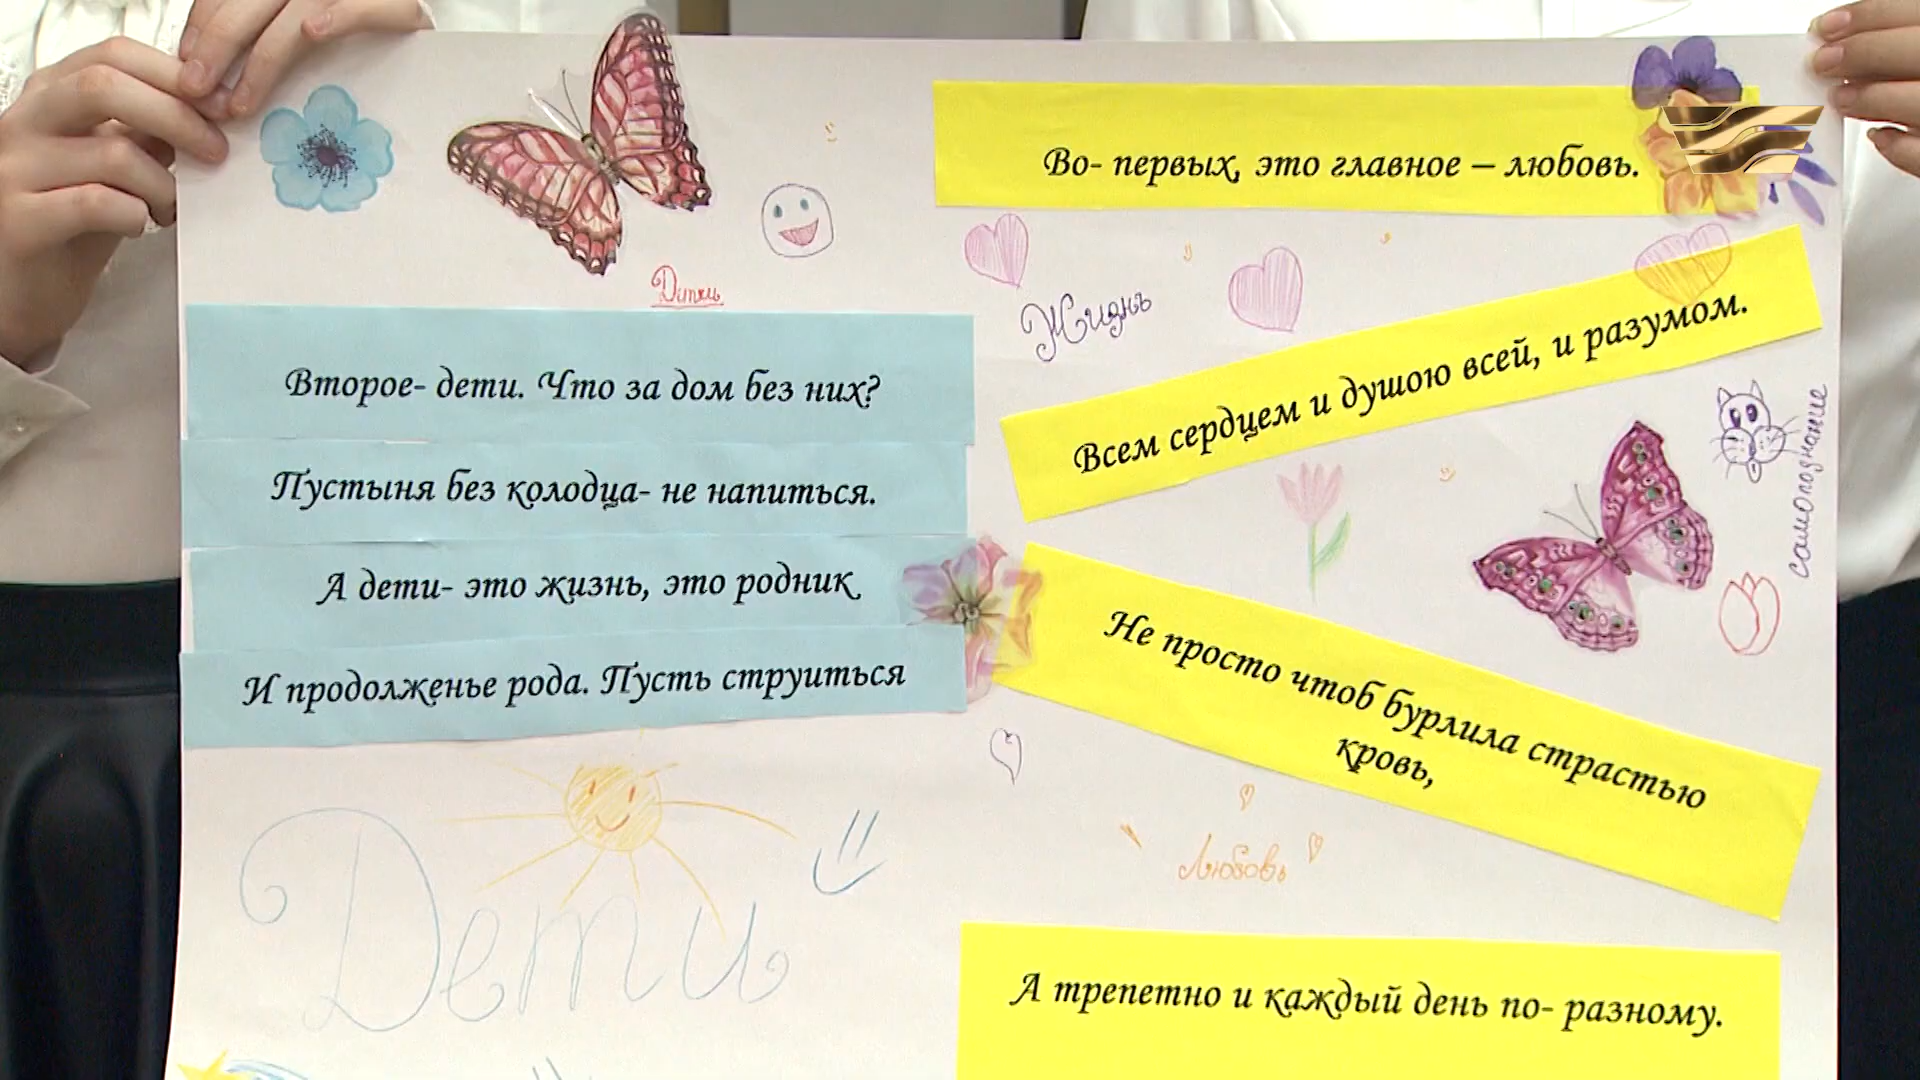 Во- первых, это главное – любовь.
Детки
Жизнь
Всем сердцем и душою всей, и разумом.
Второе- дети. Что за дом без них?
Пустыня без колодца- не напиться.
А дети- это жизнь, это родник
И продолженье рода. Пусть струиться
самопознание
Не просто чтоб бурлила страстью
кровь,
Любовь
Дети
А трепетно и каждый день по- разному.